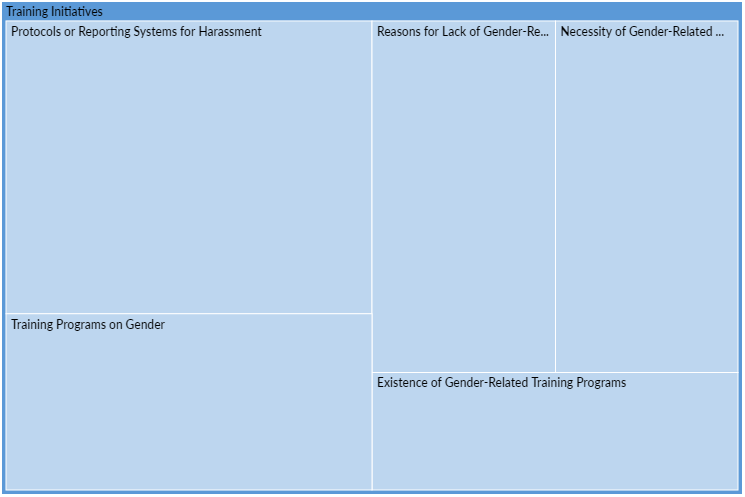 Training Initiatives
Protocols or Reporting Systems for Harassment
Reasons for Lack of Gender-Re...
Necessity of Gender-Related ...
Training Programs on Gender
Existence of Gender-Related Training Programs